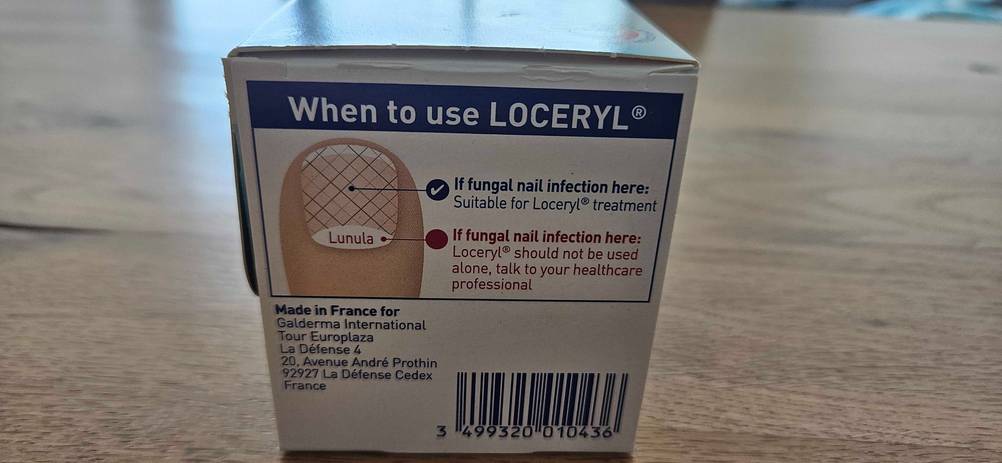 When to use LOCERYL®
If fungal nail infection here:
Suitable for Loceryl® treatment
Lunula
If fungal nail infection here:
Loceryl® should not be used
alone, talk to your healthcare
professional
Made in France for
Galderma International
Tour Europlaza
La Défense 4
20, Avenue André Prothin
92927 La Défense Cedex
France
3 499320 010436